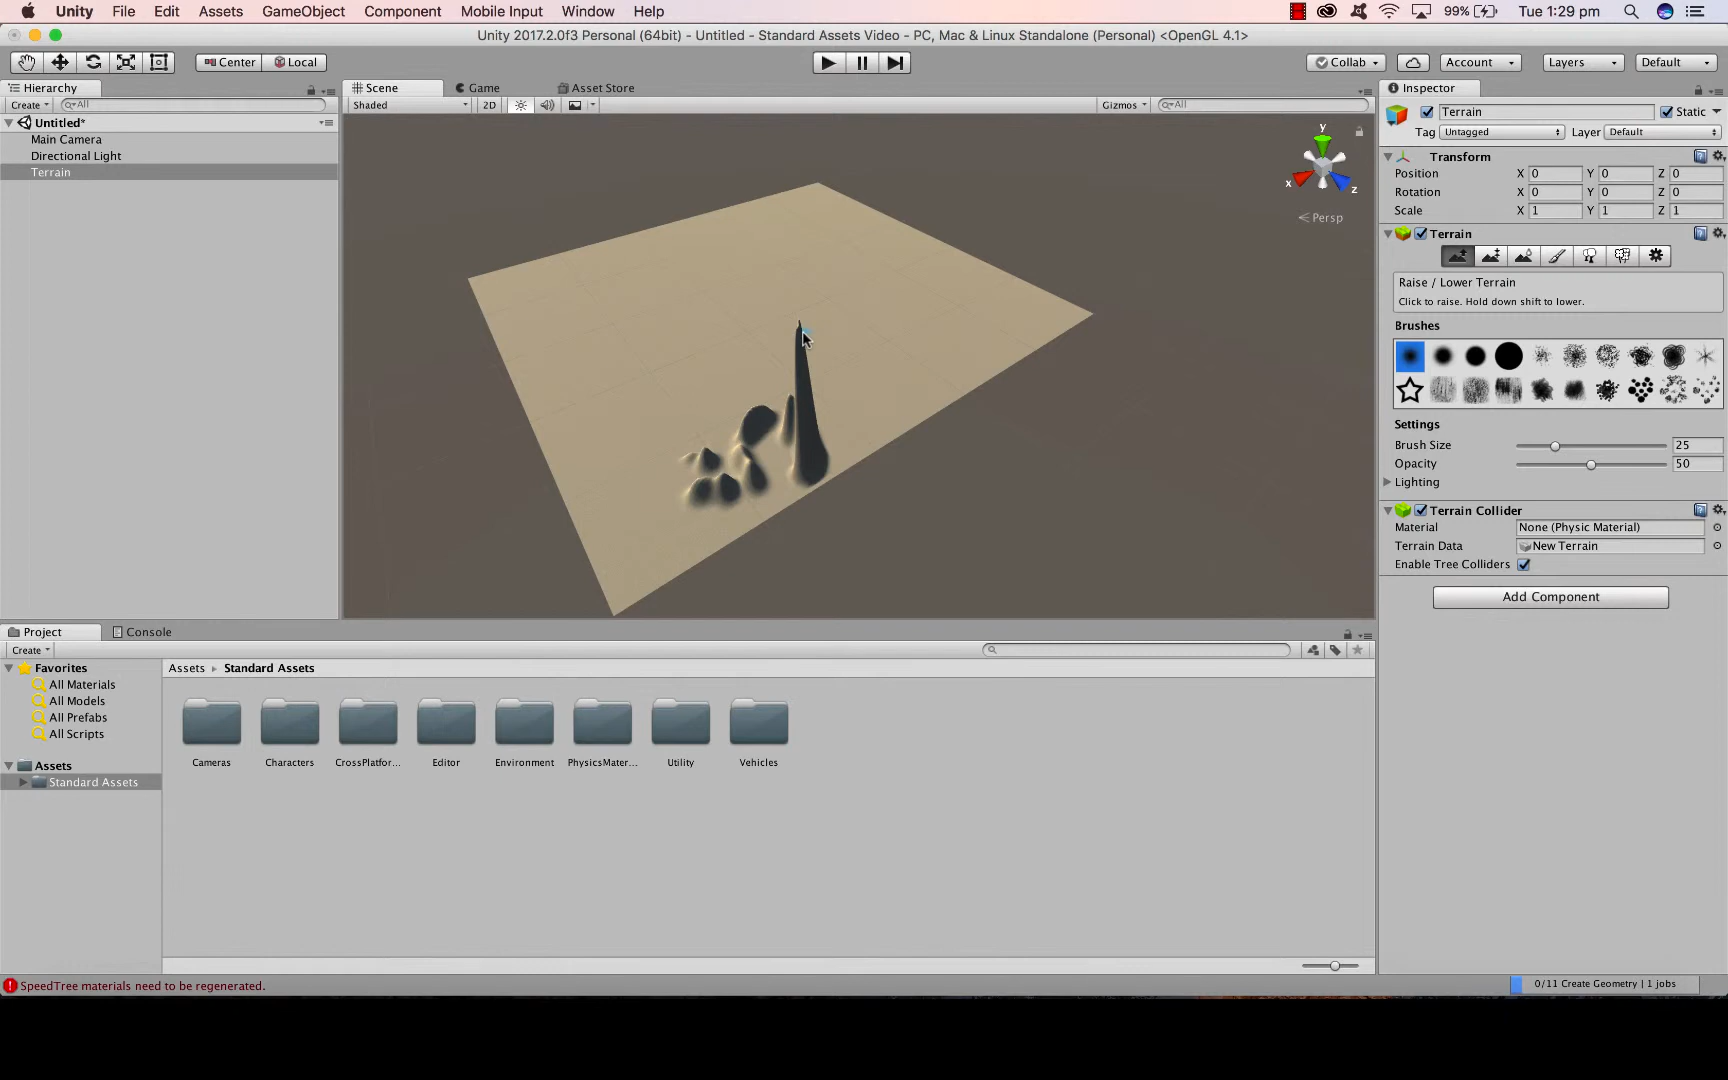 Unity File Edit Assets GameObject Component Mobile Input Window Help 99% Tue 1:29 pm
Unity 2017.2.0f3 Personal (64bit) - Untitled - Standard Assets Video - PC, Mac & Linux Standalone (Personal) <OpenGL 4.1>
Center Local Collab Account Layers Default
Hierarchy
Create All
Untitled*
Main Camera
Directional Light
Terrain
Scene Game Asset Store
Shaded 2D Gizmos All
y
x
z
Persp
Inspector
Terrain Static
Tag Untagged Layer Default
Transform
Position X 0 Y 0 Z 0
Rotation X 0 Y 0 Z 0
Scale X 1 Y 1 Z 1
Terrain
Raise / Lower Terrain
Click to raise. Hold down shift to lower.
Brushes
Settings
Brush Size 25
Opacity 50
Lighting
Terrain Collider
Material None (Physic Material)
Terrain Data New Terrain
Enable Tree Colliders
Add Component
Project Console
Create
Favorites
All Materials
All Models
All Prefabs
All Scripts
Assets
Standard Assets
Assets Standard Assets
Cameras Characters CrossPlatfor... Editor Environment PhysicsMater... Utility Vehicles
SpeedTree materials need to be regenerated.
0/11 Create Geometry | 1 jobs